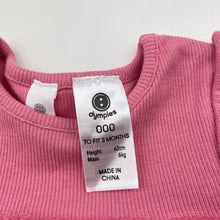 dymples
000
TO FIT 3 MONTHS
Height: 62cm
Mass: 6kg
MADE IN
CHINA